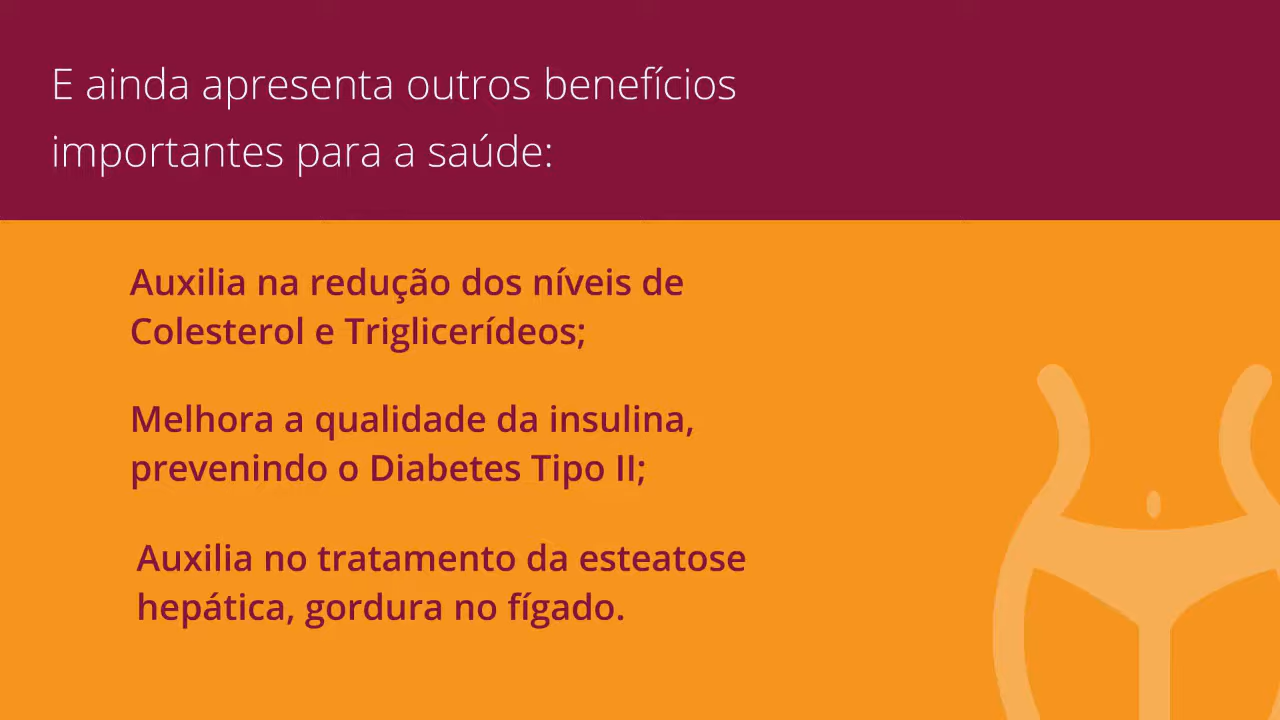 E ainda apresenta outros benefícios
importantes para a saúde:
Auxilia na redução dos níveis de
Colesterol e Triglicerídeos;
Melhora a qualidade da insulina,
prevenindo o Diabetes Tipo II;
Auxilia no tratamento da esteatose
hepática, gordura no fígado.